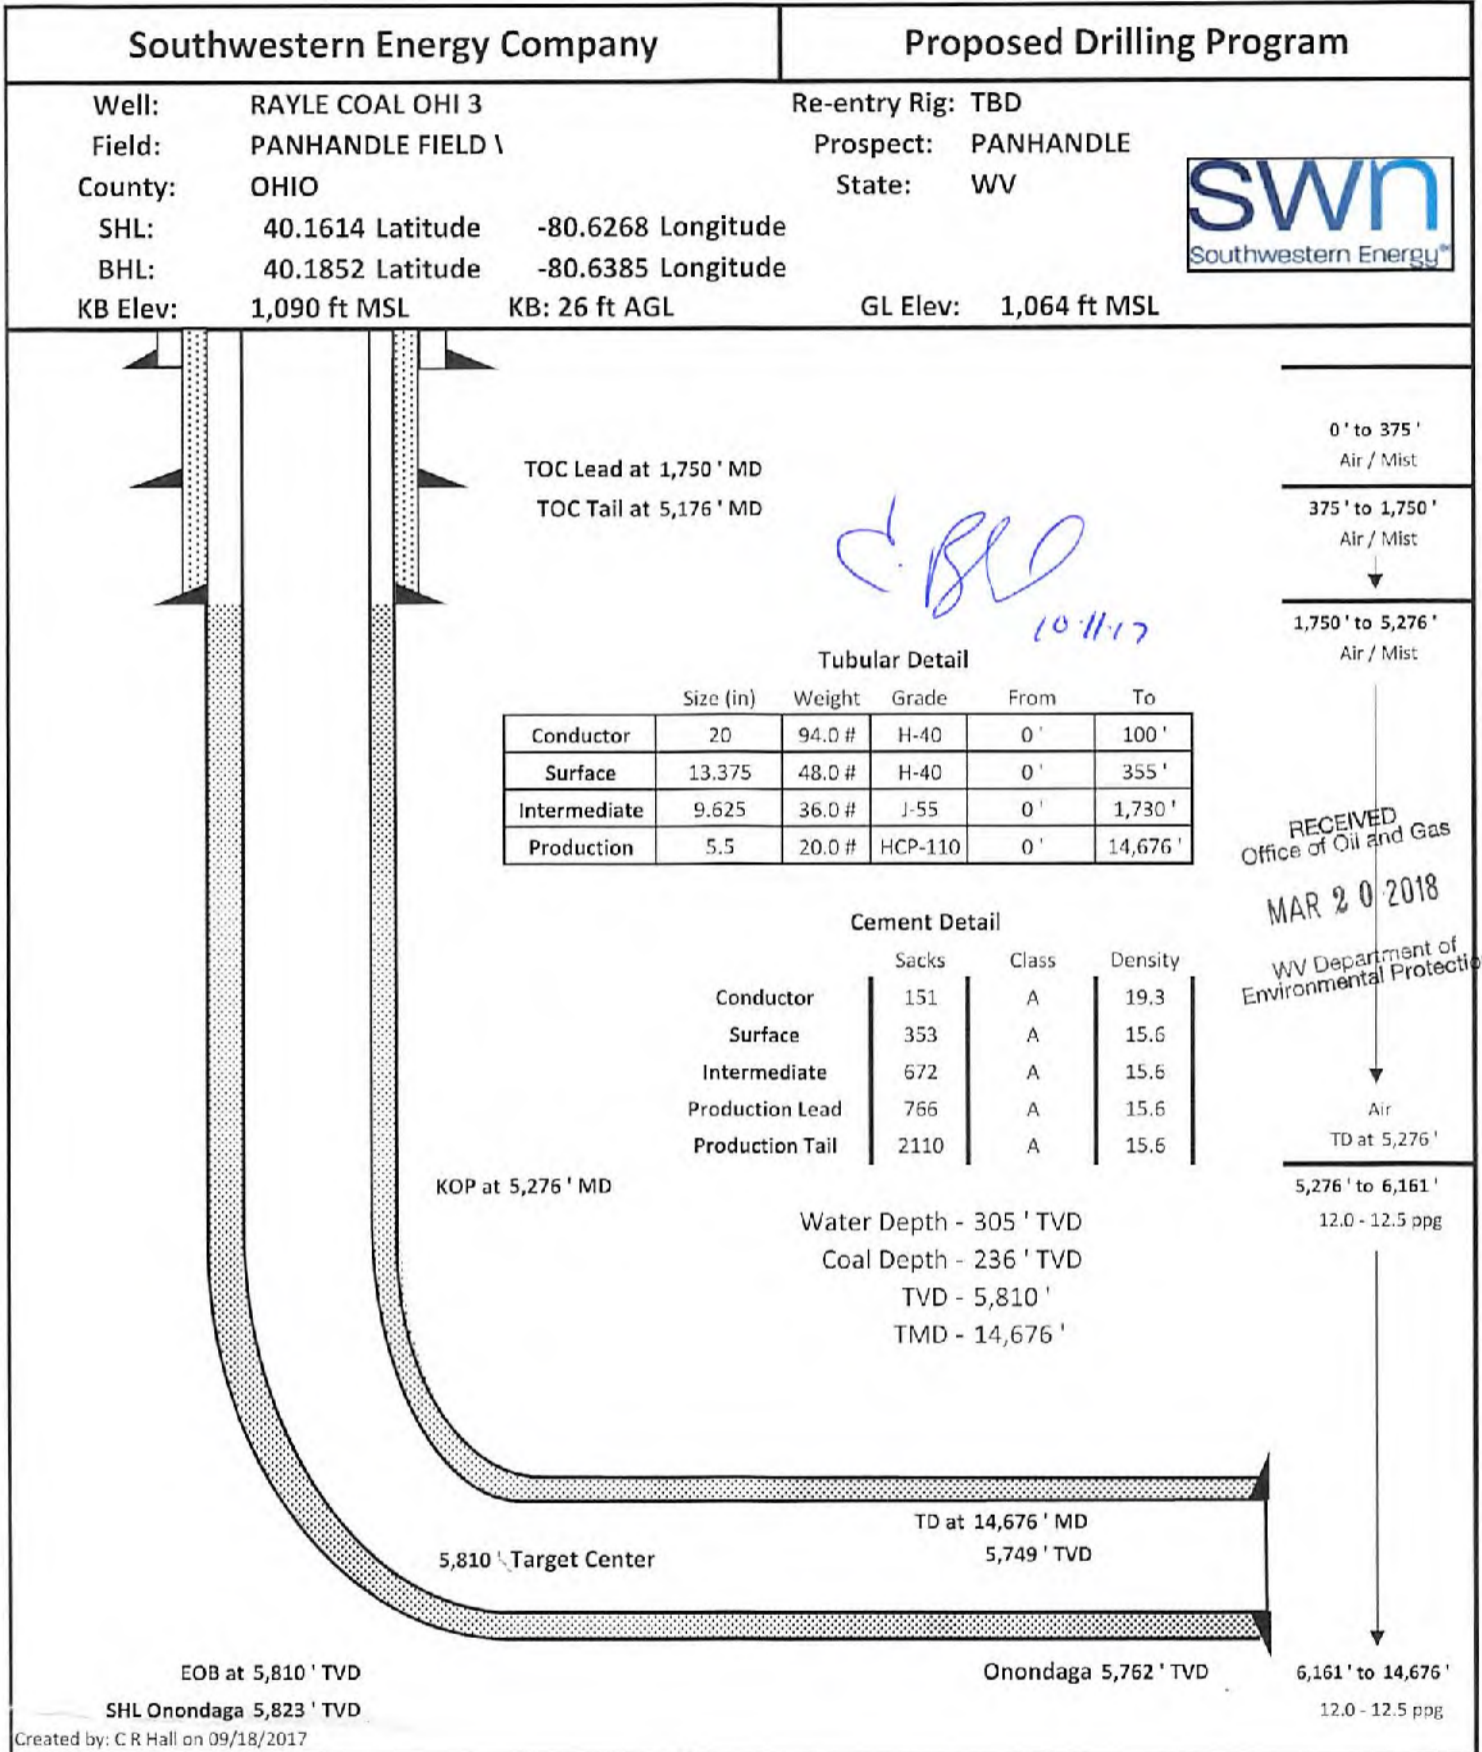 Southwestern Energy Company
Proposed Drilling Program
Well: RAYLE COAL OHI 3
Re-entry Rig: TBD
Field: PANHANDLE FIELD \
Prospect: PANHANDLE
County: OHIO
State: WV
SHL: 40.1614 Latitude -80.6268 Longitude
BHL: 40.1852 Latitude -80.6385 Longitude
KB Elev: 1,090 ft MSL KB: 26 ft AGL GL Elev: 1,064 ft MSL
swn
Southwestern Energy
0 ' to 375 '
Air / Mist
TOC Lead at 1,750 ' MD
TOC Tail at 5,176 ' MD
375 ' to 1,750 '
Air / Mist
10-11-17
1,750 ' to 5,276 '
Air / Mist
Tubular Detail
Size (in) Weight Grade From To
Conductor 20 94.0 # H-40 0 ' 100 '
Surface 13.375 48.0 # H-40 0 ' 355 '
Intermediate 9.625 36.0 # J-55 0 ' 1,730 '
Production 5.5 20.0 # HCP-110 0 ' 14,676 '
RECEIVED
Office of Oil and Gas
MAR 20 2018
WV Department of
Environmental Protectio
Cement Detail
Sacks Class Density
Conductor 151 A 19.3
Surface 353 A 15.6
Intermediate 672 A 15.6
Production Lead 766 A 15.6
Production Tail 2110 A 15.6
Air
TD at 5,276 '
KOP at 5,276 ' MD
5,276 ' to 6,161 '
12.0 - 12.5 ppg
Water Depth - 305 ' TVD
Coal Depth - 236 ' TVD
TVD - 5,810 '
TMD - 14,676 '
TD at 14,676 ' MD
5,749 ' TVD
5,810 ' Target Center
EOB at 5,810 ' TVD
Onondaga 5,762 ' TVD
6,161 ' to 14,676 '
SHL Onondaga 5,823 ' TVD
12.0 - 12.5 ppg
Created by: C R Hall on 09/18/2017